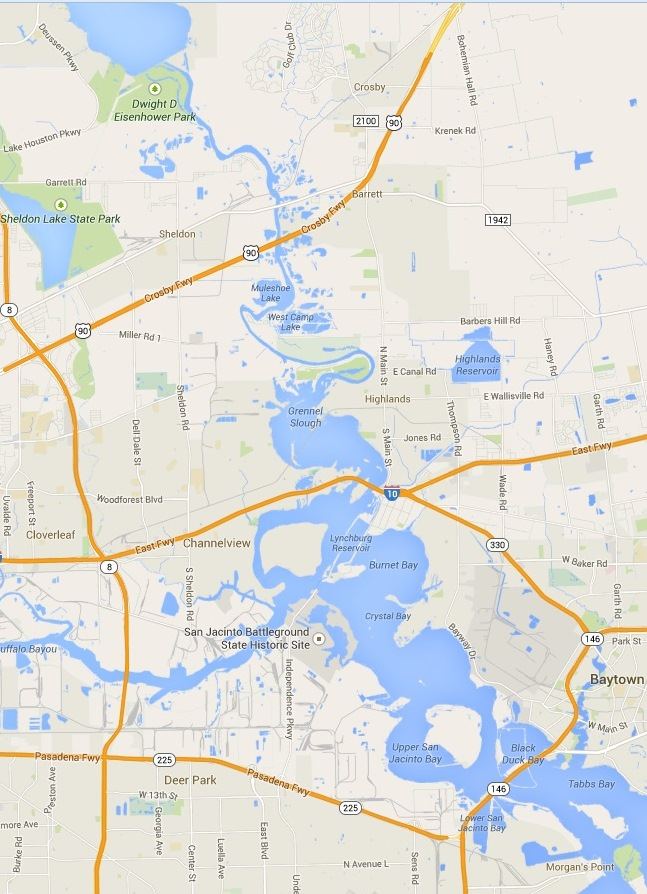 Deussen Pkwy
Golf Club Dr
Bohemian Hall Rd
Dwight D
Eisenhower Park
Crosby
2100
90
Krenek Rd
Lake Houston Pkwy
Garrett Rd
Barrett
Sheldon Lake State Park
1942
Crosby Fwy
Sheldon
90
Crosby Fwy
Muleshoe
Lake
8
West Camp
Lake
Barbers Hill Rd
90
Miller Rd 1
Haney Rd
N Main St
Highlands
Reservoir
E Canal Rd
Sheldon Rd
Highlands
E Wallisville Rd
Garth Rd
Grennel
Slough
Thompson Rd
Dell Dale St
S Main St
Jones Rd
East Fwy
Wade Rd
Uvalde Rd
Freeport St
Woodforest Blvd
10
Cloverleaf
East Fwy
Channelview
Lynchburg
Reservoir
330
8
Burnet Bay
W Baker Rd
S Sheldon Rd
Garth Rd
Crystal Bay
San Jacinto Battleground
State Historic Site
Bayway Dr
146
Park St
uffalo Bayou
Independence Pkwy
Baytown
W Main St
Upper San
Jacinto Bay
Black
Duck Bay
Pasadena Fwy
225
Preston Ave
Deer Park
Pasadena Fwy
146
Tabbs Bay
W 13th St
225
Georgia Ave
Lower San
Jacinto Bay
more Ave
Burke Rd
Center St
Luella Ave
East Blvd
N Avenue L
Sens Rd
Morgan's Point
Unde